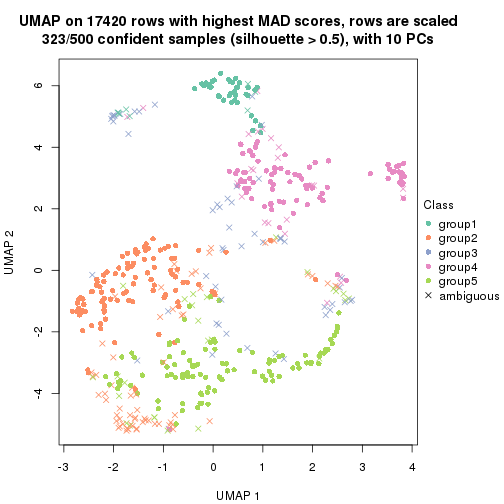 UMAP on 17420 rows with highest MAD scores, rows are scaled
323/500 confident samples (silhouette > 0.5), with 10 PCs
6
4
2
0
-2
-4
UMAP 2
-3
-2
-1
0
1
2
3
4
UMAP 1
Class
group1
group2
group3
group4
group5
ambiguous